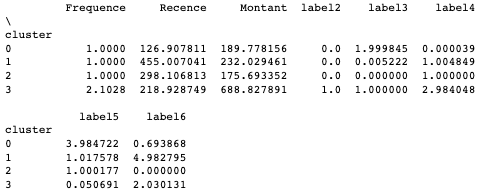 Frequence Recence Montant label2 label3 label4
\
cluster
0 1.0000 126.907811 189.778156 0.0 1.999845 0.000039
1 1.0000 455.007041 232.029461 0.0 0.005222 1.004849
2 1.0000 298.106813 175.693352 0.0 0.000000 1.000000
3 2.1028 218.928749 688.827891 1.0 1.000000 2.984048
label5 label6
cluster
0 3.984722 0.693868
1 1.017578 4.982795
2 1.000177 0.000000
3 0.050691 2.030131